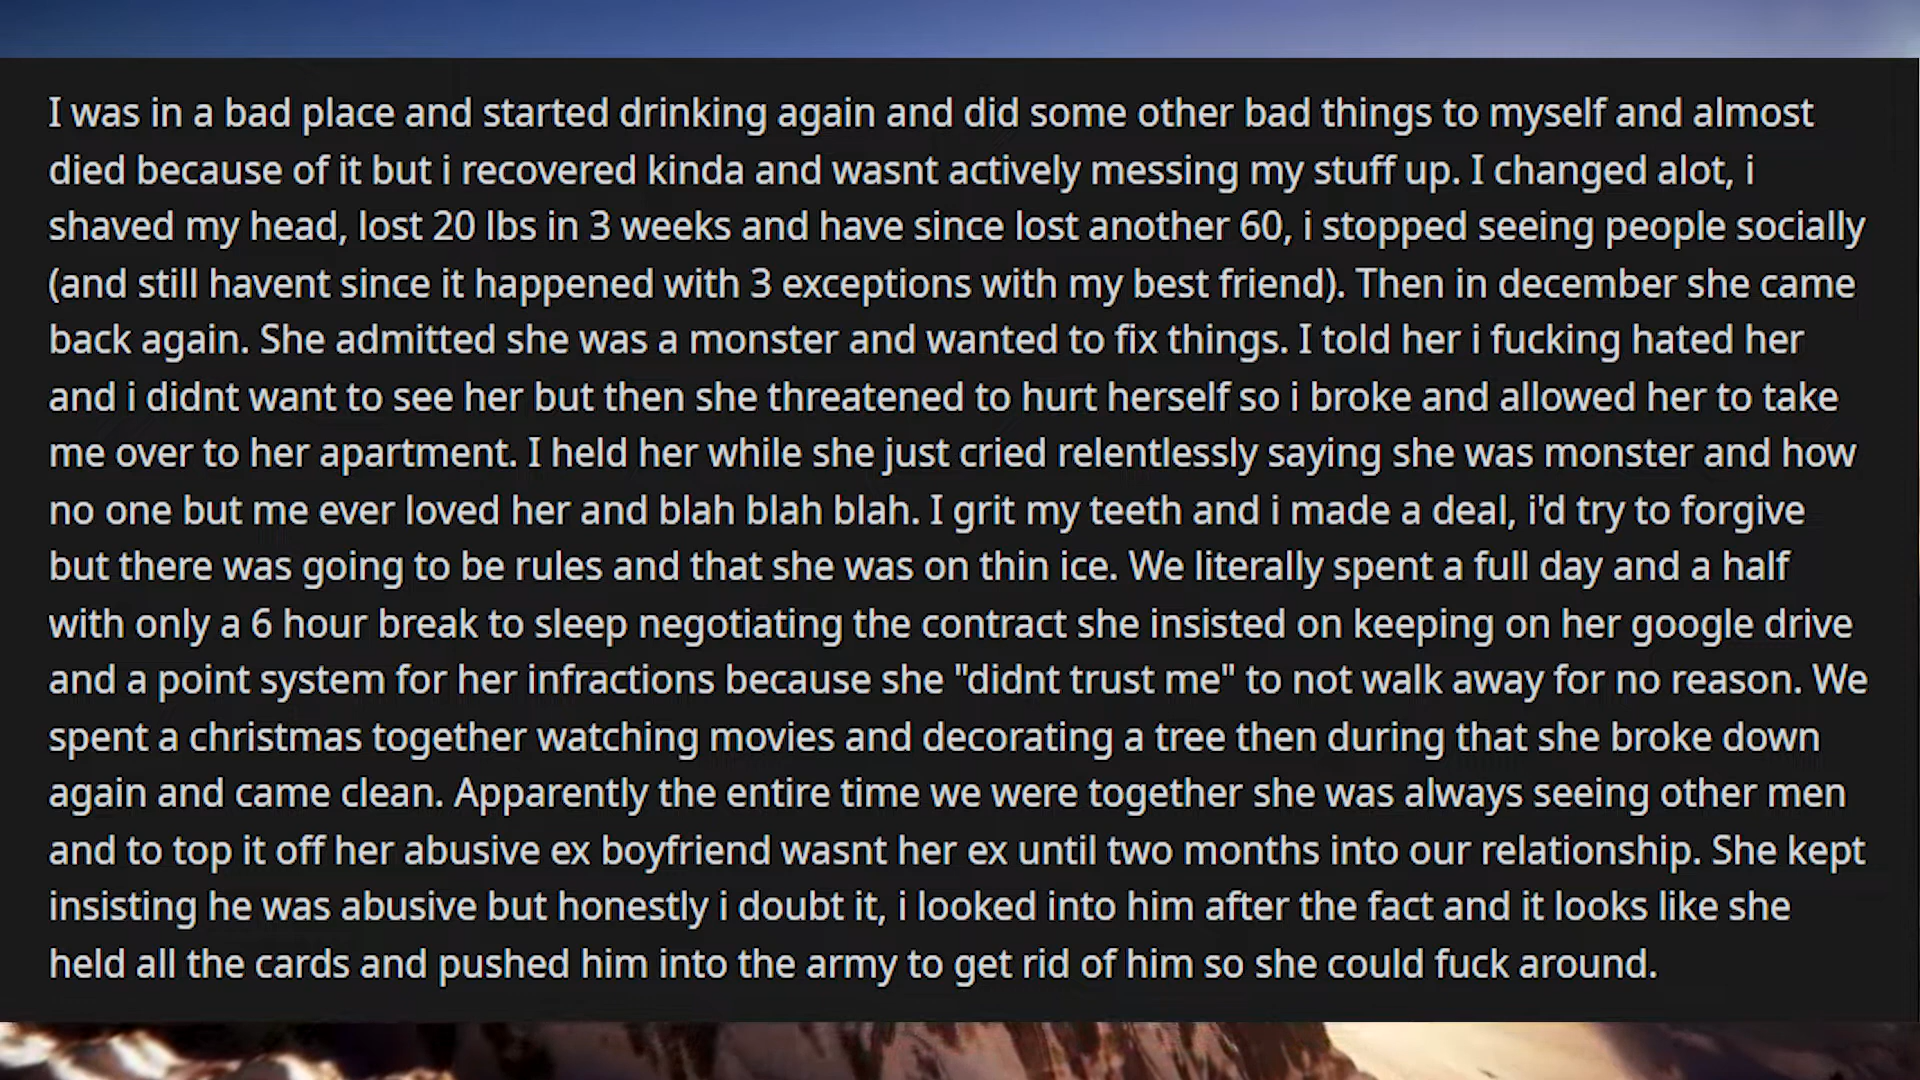 I was in a bad place and started drinking again and did some other bad things to myself and almost
died because of it but i recovered kinda and wasnt actively messing my stuff up. I changed alot, i
shaved my head, lost 20 lbs in 3 weeks and have since lost another 60, i stopped seeing people socially
(and still havent since it happened with 3 exceptions with my best friend). Then in december she came
back again. She admitted she was a monster and wanted to fix things. I told her i fucking hated her
and i didnt want to see her but then she threatened to hurt herself so i broke and allowed her to take
me over to her apartment. I held her while she just cried relentlessly saying she was monster and how
no one but me ever loved her and blah blah blah. I grit my teeth and i made a deal, i'd try to forgive
but there was going to be rules and that she was on thin ice. We literally spent a full day and a half
with only a 6 hour break to sleep negotiating the contract she insisted on keeping on her google drive
and a point system for her infractions because she "didnt trust me" to not walk away for no reason. We
spent a christmas together watching movies and decorating a tree then during that she broke down
again and came clean. Apparently the entire time we were together she was always seeing other men
and to top it off her abusive ex boyfriend wasnt her ex until two months into our relationship. She kept
insisting he was abusive but honestly i doubt it, i looked into him after the fact and it looks like she
held all the cards and pushed him into the army to get rid of him so she could fuck around.